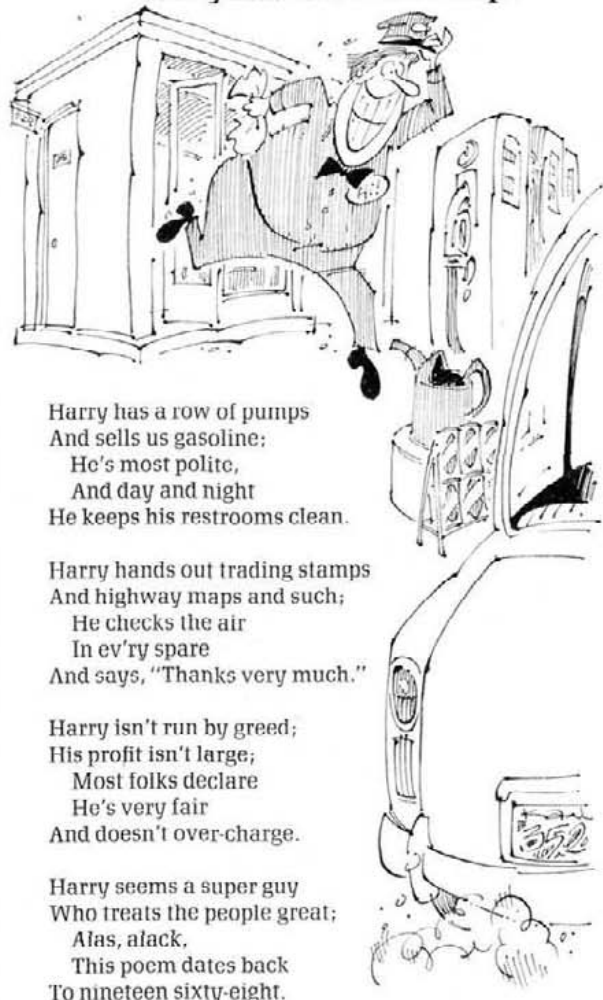 Harry has a row of pumps
And sells us gasoline;
He's most polite,
And day and night
He keeps his restrooms clean.
Harry hands out trading stamps
And highway maps and such;
He checks the air
In ev'ry spare
And says, "Thanks very much."
Harry isn't run by greed;
His profit isn't large;
Most folks declare
He's very fair
And doesn't over-charge.
Harry seems a super guy
Who treats the people great;
Alas, alack,
This poem dates back
To nineteen sixty-eight.